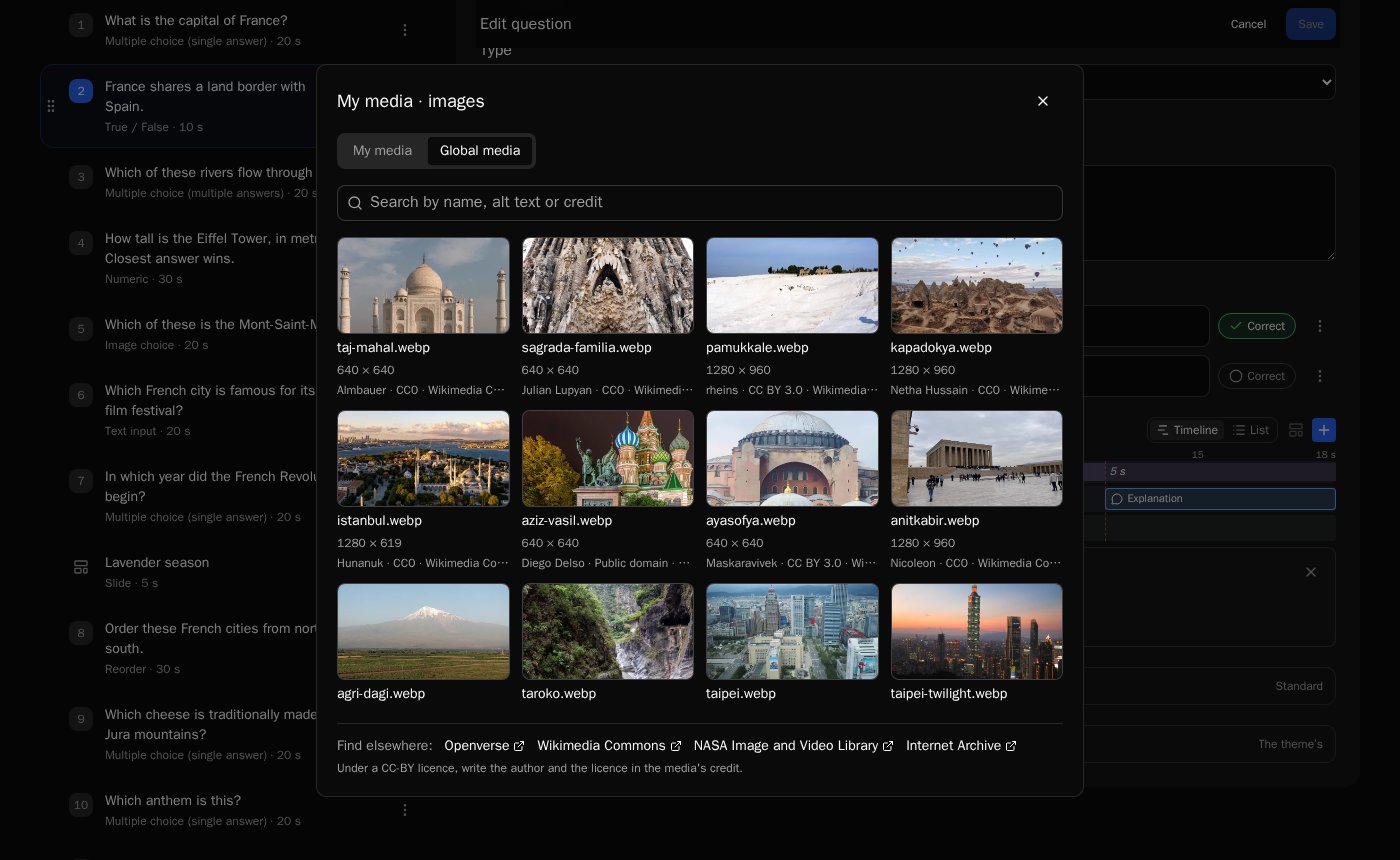 1
What is the capital of France?
Multiple choice (single answer) · 20 s
2
France shares a land border with
Spain.
True / False · 10 s
3
Which of these rivers flow through
Multiple choice (multiple answers) · 20 s
4
How tall is the Eiffel Tower, in met
Closest answer wins.
Numeric · 30 s
5
Which of these is the Mont-Saint-M
Image choice · 20 s
6
Which French city is famous for its
film festival?
Text input · 20 s
7
In which year did the French Revolu
begin?
Multiple choice (single answer) · 20 s
Lavender season
Slide · 5 s
8
Order these French cities from nort
south.
Reorder · 30 s
9
Which cheese is traditionally made
Jura mountains?
Multiple choice (single answer) · 20 s
10
Which anthem is this?
Multiple choice (single answer) · 20 s
Edit question
Cancel
Save
Type
My media · images
My media
Global media
Search by name, alt text or credit
taj-mahal.webp
640 × 640
Almbauer · CC0 · Wikimedia C···
sagrada-familia.webp
640 × 640
Julian Lupyan · CC0 · Wikimedi···
pamukkale.webp
1280 × 960
rheins · CC BY 3.0 · Wikimedia···
kapadokya.webp
1280 × 960
Netha Hussain · CC0 · Wikime···
istanbul.webp
1280 × 619
Hunanuk · CC0 · Wikimedia Co···
aziz-vasil.webp
640 × 640
Diego Delso · Public domain · ···
ayasofya.webp
640 × 640
Maskaravivek · CC BY 3.0 · Wi···
anitkabir.webp
1280 × 960
Nicoleon · CC0 · Wikimedia Co···
agri-dagi.webp
taroko.webp
taipei.webp
taipei-twilight.webp
Find elsewhere:
Openverse
Wikimedia Commons
NASA Image and Video Library
Internet Archive
Under a CC-BY licence, write the author and the licence in the media's credit.
Correct
Correct
Timeline
List
15
18 s
5 s
Explanation
Standard
The theme's